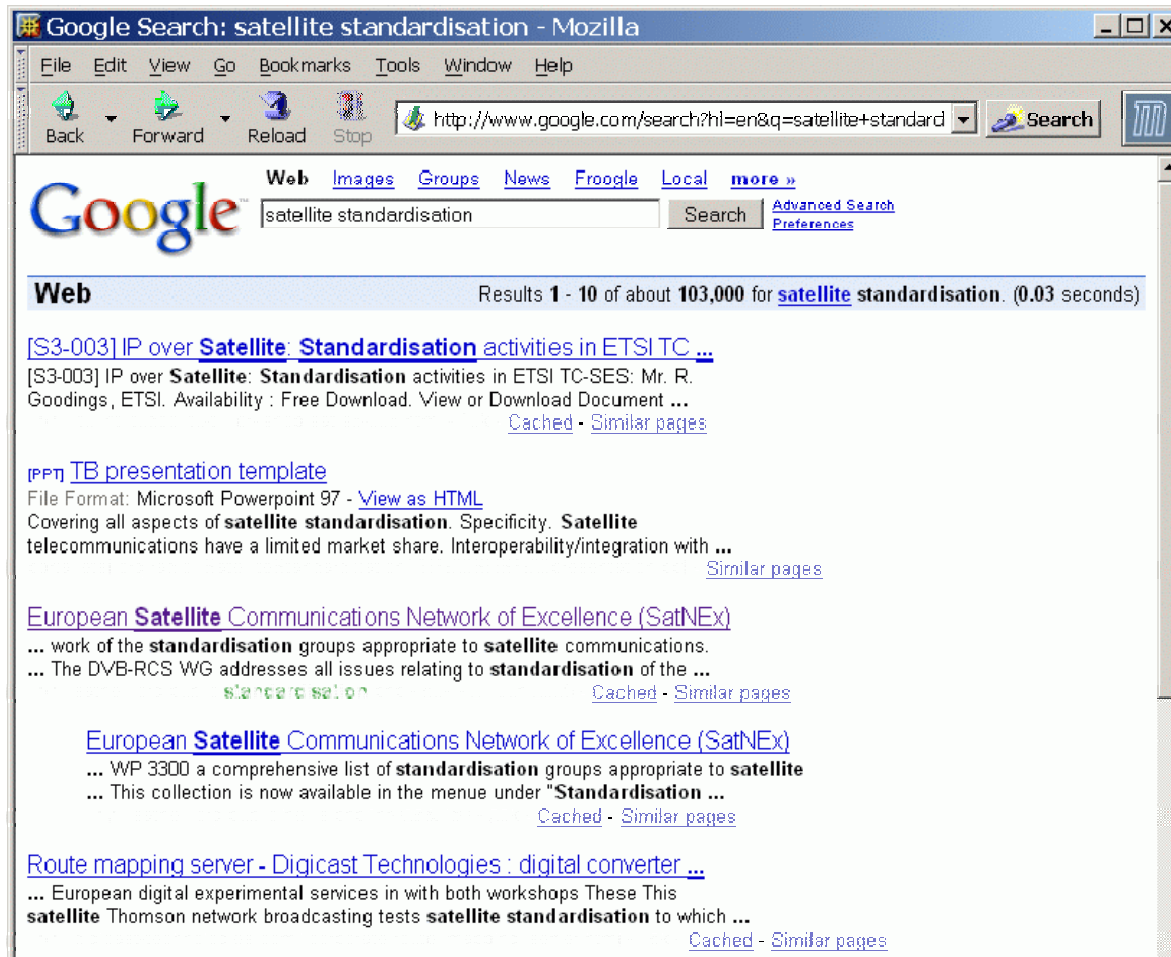 Google Search: satellite standardisation - Mozilla
File Edit View Go Bookmarks Tools Window Help
Back Forward Reload Stop http://www.google.com/search?hl=en&q=satellite+standard Search
Web Images Groups News Froogle Local more »
Google™ satellite standardisation Search Advanced Search
Preferences
Web Results 1 - 10 of about 103,000 for satellite standardisation. (0.03 seconds)
[S3-003] IP over Satellite: Standardisation activities in ETSI TC ...
[S3-003] IP over Satellite: Standardisation activities in ETSI TC-SES: Mr. R.
Goodings, ETSI. Availability : Free Download. View or Download Document ...
Cached - Similar pages
[PPT] TB presentation template
File Format: Microsoft Powerpoint 97 - View as HTML
Covering all aspects of satellite standardisation. Specificity. Satellite
telecommunications have a limited market share. Interoperability/integration with ...
Similar pages
European Satellite Communications Network of Excellence (SatNEx)
... work of the standardisation groups appropriate to satellite communications.
... The DVB-RCS WG addresses all issues relating to standardisation of the ...
standardisation Cached - Similar pages
European Satellite Communications Network of Excellence (SatNEx)
... WP 3300 a comprehensive list of standardisation groups appropriate to satellite
... This collection is now available in the menue under "Standardisation ...
Cached - Similar pages
Route mapping server - Digicast Technologies : digital converter ...
... European digital experimental services in with both workshops These This
satellite Thomson network broadcasting tests satellite standardisation to which ...
Cached - Similar pages